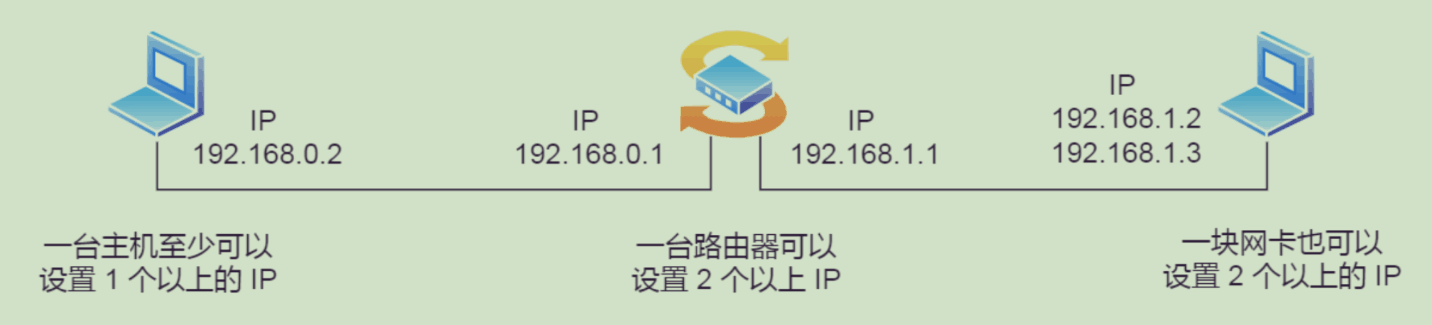 IP
192.168.0.2
IP
192.168.0.1
IP
192.168.1.1
IP
192.168.1.2
192.168.1.3
一台主机至少可以
设置 1 个以上的 IP
一台路由器可以
设置 2 个以上 IP
一块网卡也可以
设置 2 个以上的 IP